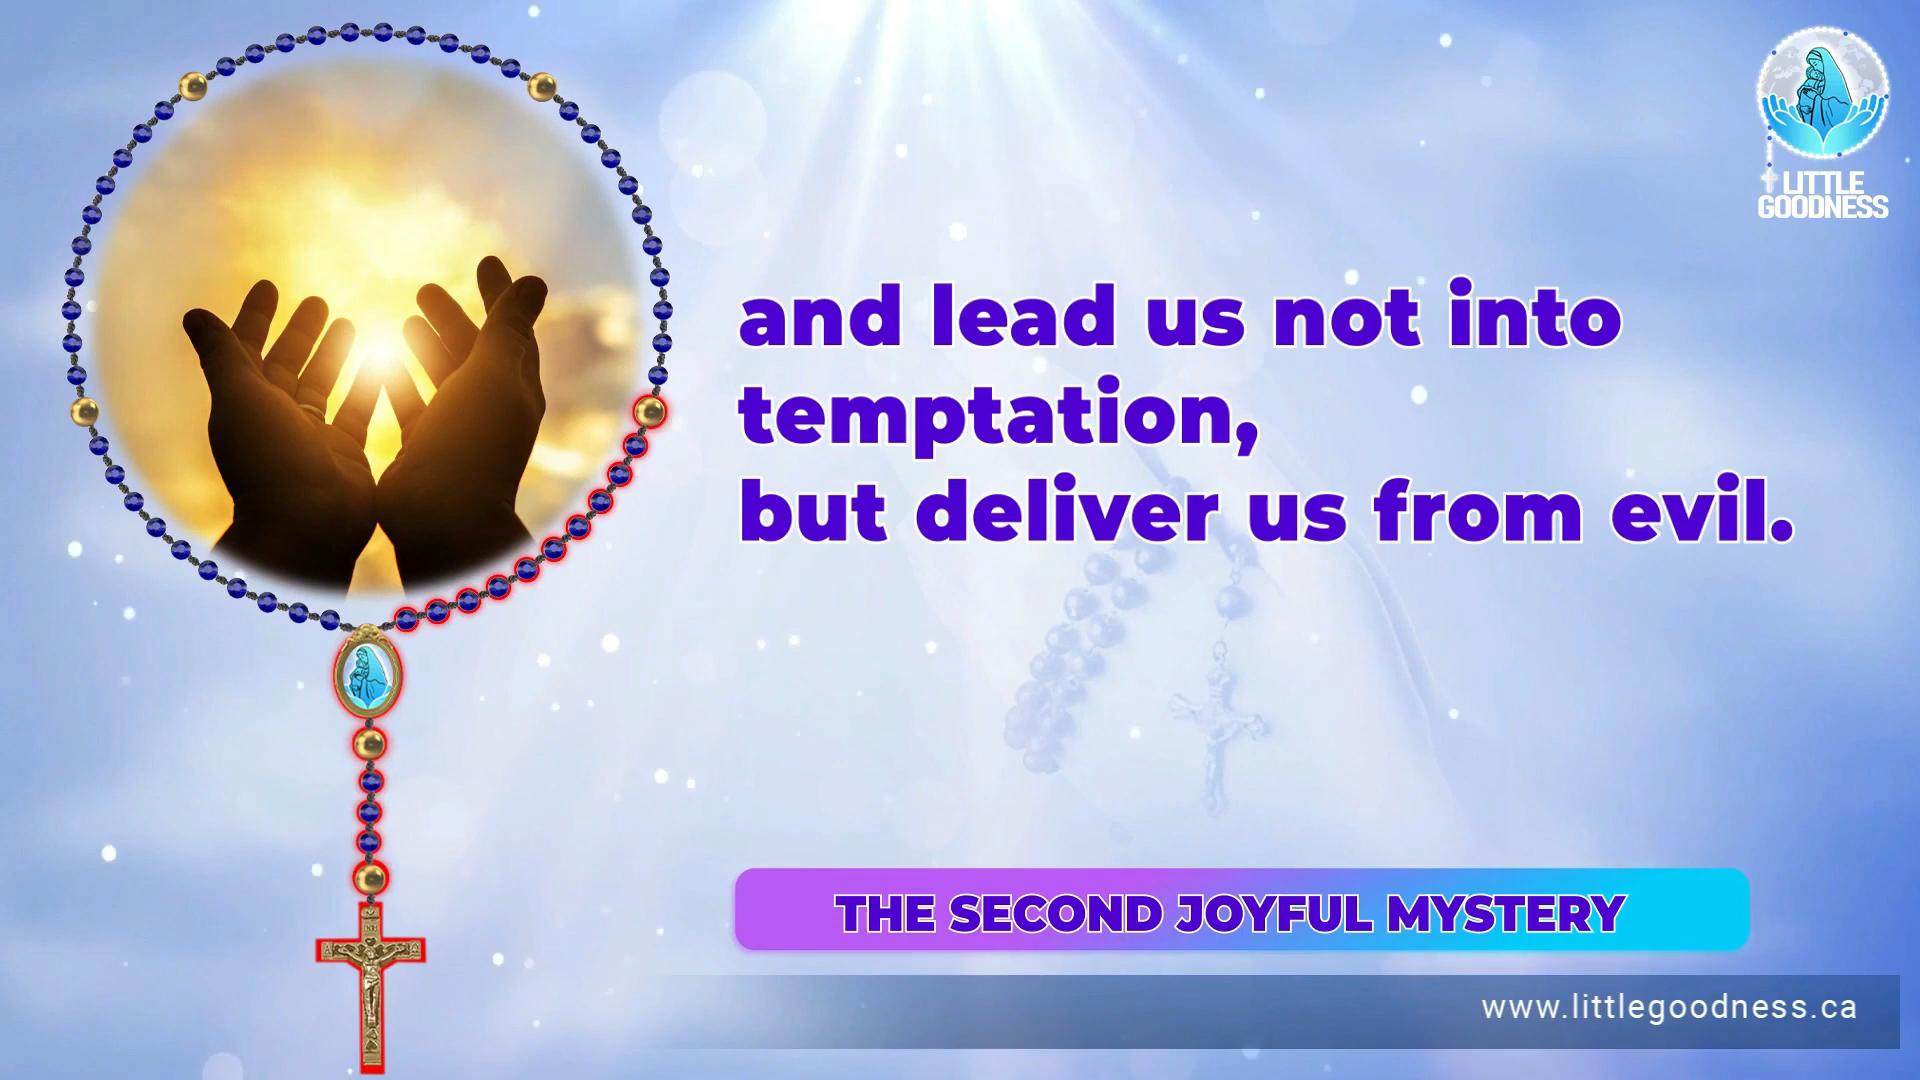 LITTLE
GOODNESS
and lead us not into
temptation,
but deliver us from evil.
THE SECOND JOYFUL MYSTERY
www.littlegoodness.ca